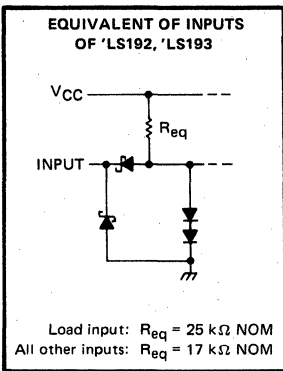 EQUIVALENT OF INPUTS
OF 'LS192, 'LS193
VCC
Req
INPUT
Load input: Req = 25 kΩ NOM
All other inputs: Req = 17 kΩ NOM